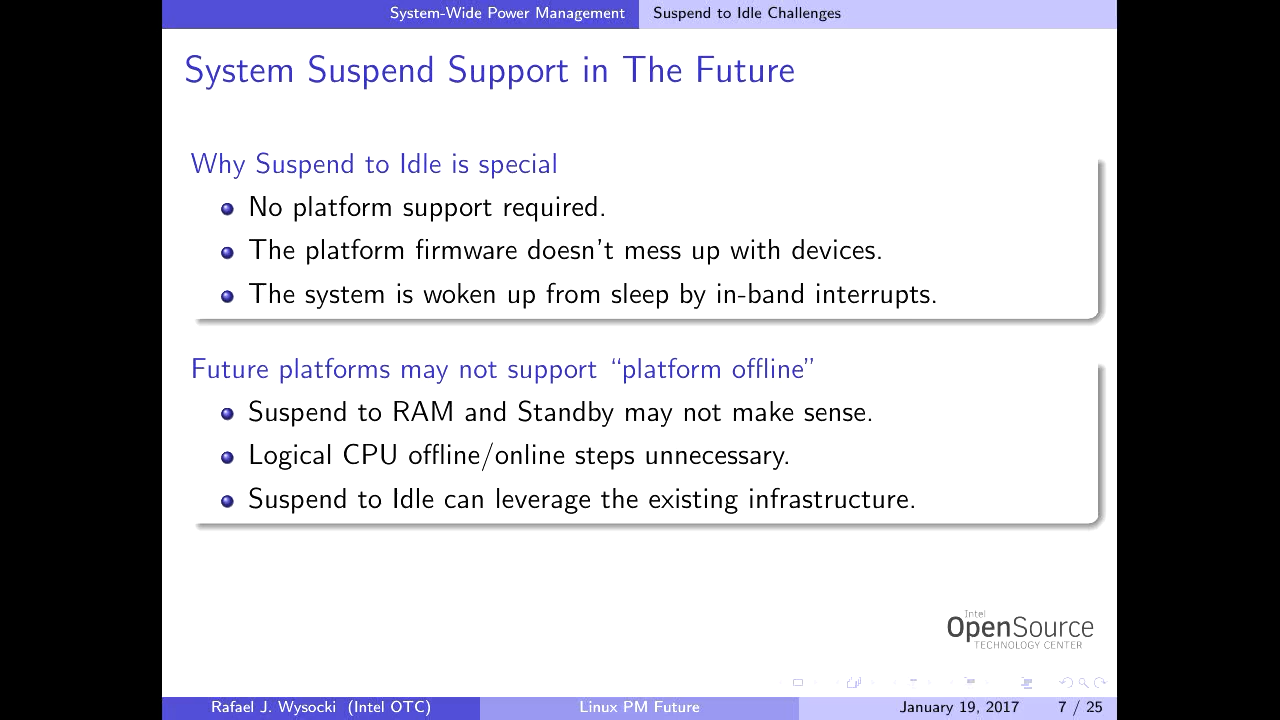 System-Wide Power Management Suspend to Idle Challenges
System Suspend Support in The Future
Why Suspend to Idle is special
No platform support required.
The platform firmware doesn't mess up with devices.
The system is woken up from sleep by in-band interrupts.
Future platforms may not support “platform offline”
Suspend to RAM and Standby may not make sense.
Logical CPU offline/online steps unnecessary.
Suspend to Idle can leverage the existing infrastructure.
Intel
OpenSource
TECHNOLOGY CENTER
Rafael J. Wysocki (Intel OTC) Linux PM Future January 19, 2017 7 / 25